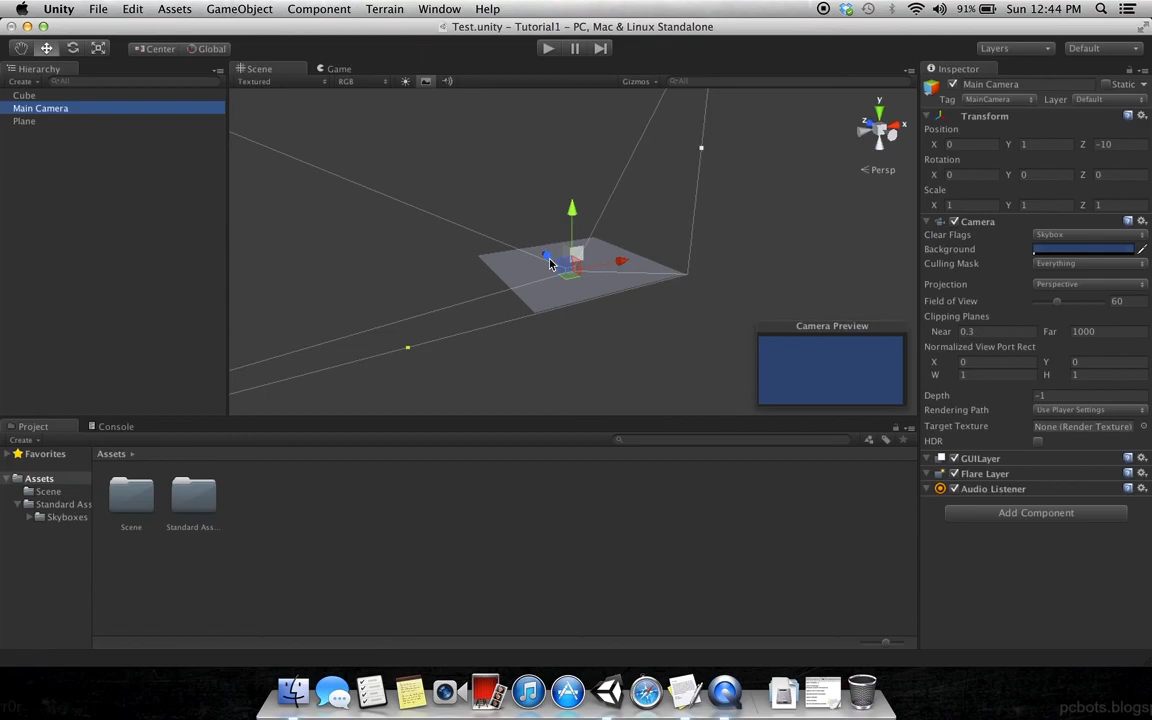 Unity File Edit Assets GameObject Component Terrain Window Help 91% Sun 12:44 Roger Moore
Test.unity - Tutorial1 - PC, Mac & Linux Standalone
Center Global Layers Default
Hierarchy Scene Game Inspector
Create All Textured RGB Gizmos All
Main Camera Static
Tag MainCamera Layer Default
Cube
Main Camera
Plane
y
z x
Persp
Transform
Position
X 0 Y 1 Z -10
Rotation
X 0 Y 0 Z 0
Scale
X 1 Y 1 Z 1
Camera
Clear Flags Skybox
Background
Culling Mask Everything
Projection Perspective
Field of View 60
Clipping Planes
Near 0.3 Far 1000
Normalized View Port Rect
X 0 Y 0
W 1 H 1
Depth -1
Rendering Path Use Player Settings
Target Texture None (Render Texture)
HDR
GUILayer
Flare Layer
Audio Listener
Add Component
Camera Preview
Project Console
Create
Favorites
Assets
Scene
Standard Ass
Skyboxes
Assets
Scene Standard Ass...
pcbots.blogs